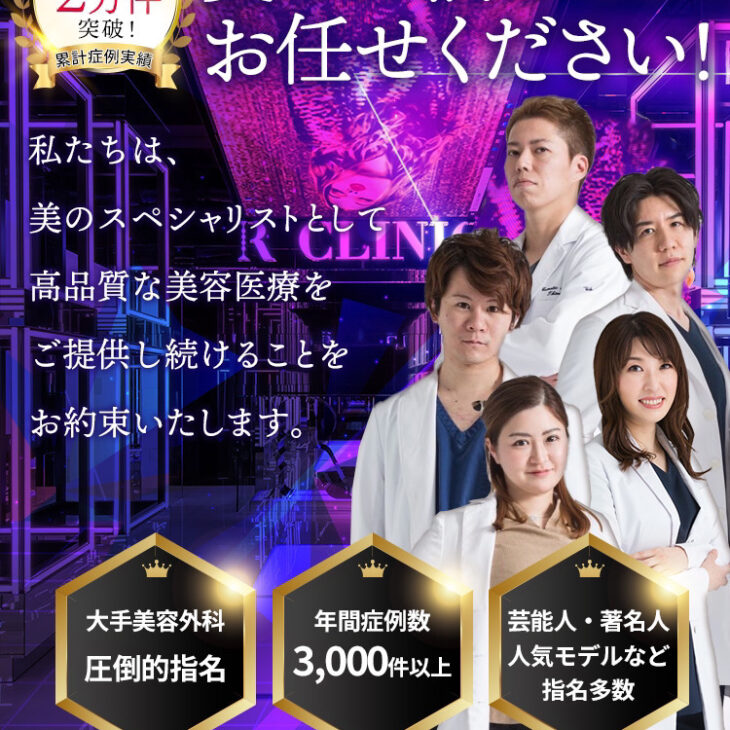 2万件
突破!
累計症例実績
お任せください!
私たちは、
美のスペシャリストとして
高品質な美容医療を
ご提供し続けることを
お約束いたします。
R CLINIC
大手美容外科
圧倒的指名
年間症例数
3,000件以上
芸能人・著名人
人気モデルなど
指名多数